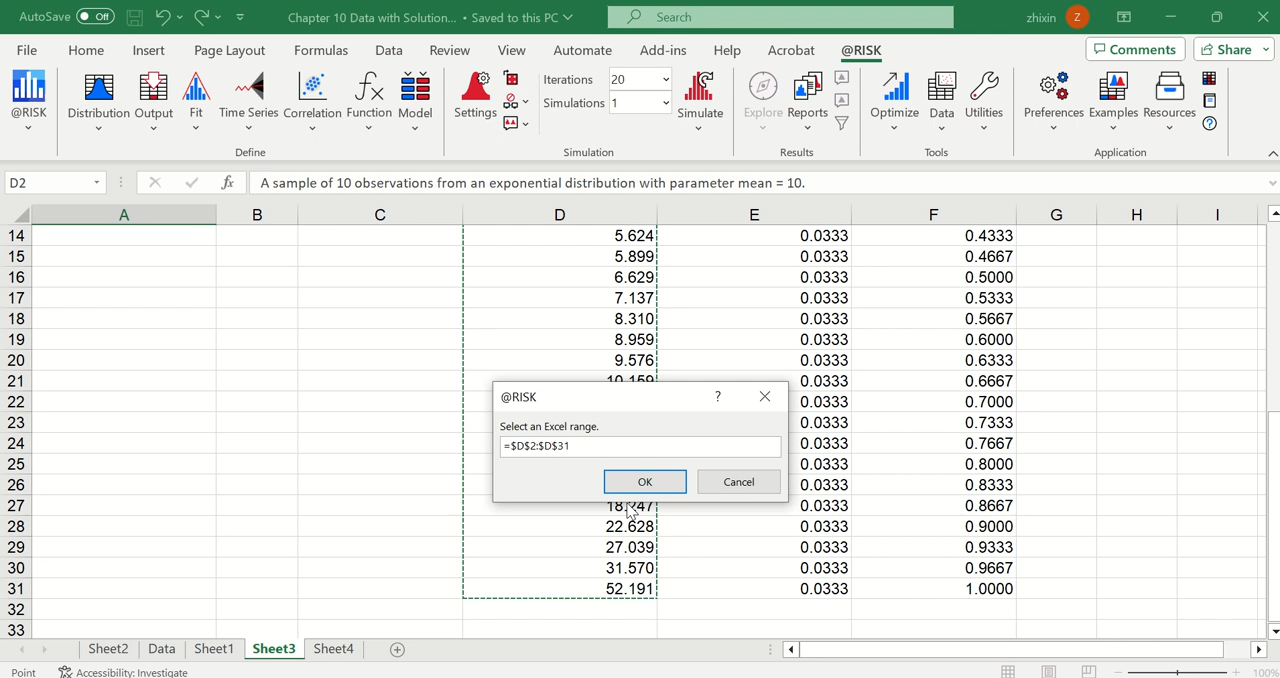 AutoSave Off Chapter 10 Data with Solution... • Saved to this PC Search zhixin Z
File Home Insert Page Layout Formulas Data Review View Automate Add-ins Help Acrobat @RISK Comments Share
Iterations 20
Simulations 1
@RISK Distribution Output Fit Time Series Correlation Function Model Settings Simulate Explore Reports Optimize Data Utilities Preferences Examples Resources
Define Simulation Results Tools Application
D2 fx A sample of 10 observations from an exponential distribution with parameter mean = 10.
A B C D E F G H I
14 5.624 0.0333 0.4333
15 5.899 0.0333 0.4667
16 6.629 0.0333 0.5000
17 7.137 0.0333 0.5333
18 8.310 0.0333 0.5667
19 8.959 0.0333 0.6000
20 9.576 0.0333 0.6333
21 10.159 0.0333 0.6667
22 0.0333 0.7000
23 0.0333 0.7333
24 0.0333 0.7667
25 0.0333 0.8000
26 0.0333 0.8333
27 0.0333 0.8667
28 22.628 0.0333 0.9000
29 27.039 0.0333 0.9333
30 31.570 0.0333 0.9667
31 52.191 0.0333 1.0000
32
33
@RISK ?
Select an Excel range.
=$D$2:$D$31
OK Cancel
Sheet2 Data Sheet1 Sheet3 Sheet4
Point Accessibility: Investigate 100%